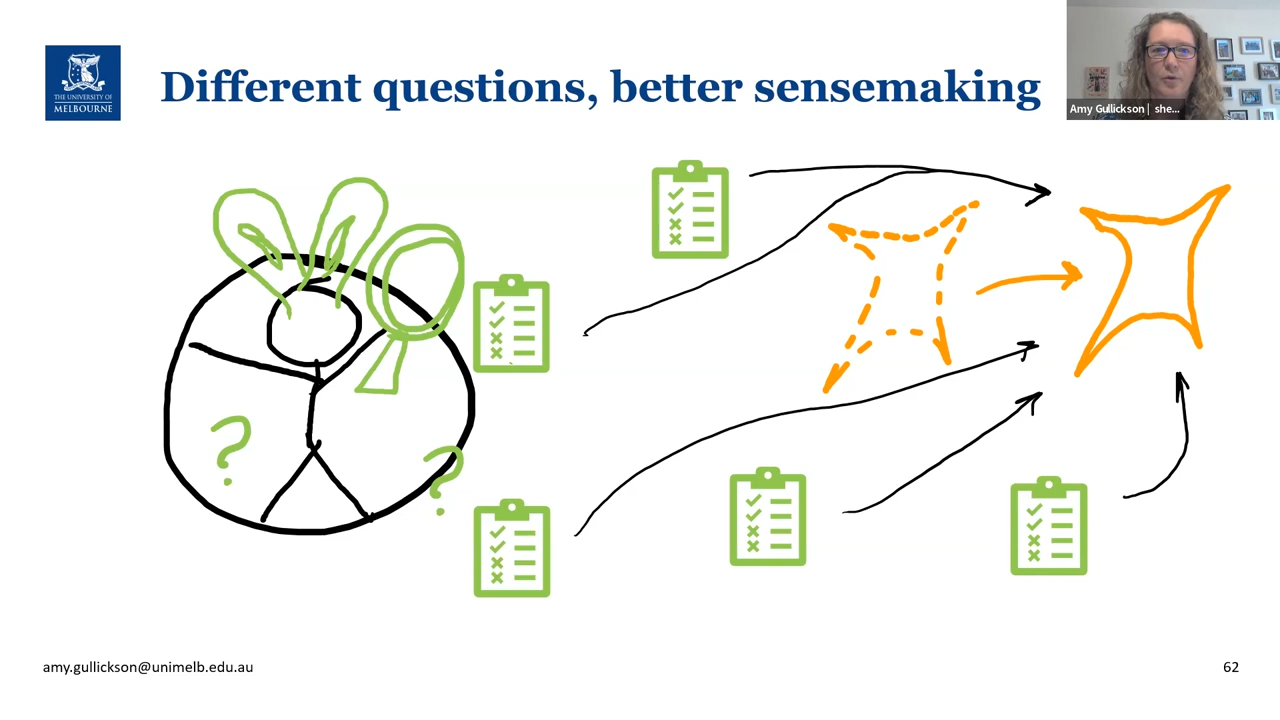 Different questions, better sensemaking
THE UNIVERSITY OF
MELBOURNE
Amy Gullickson | she...
?
?
amy.gullickson@unimelb.edu.au
62